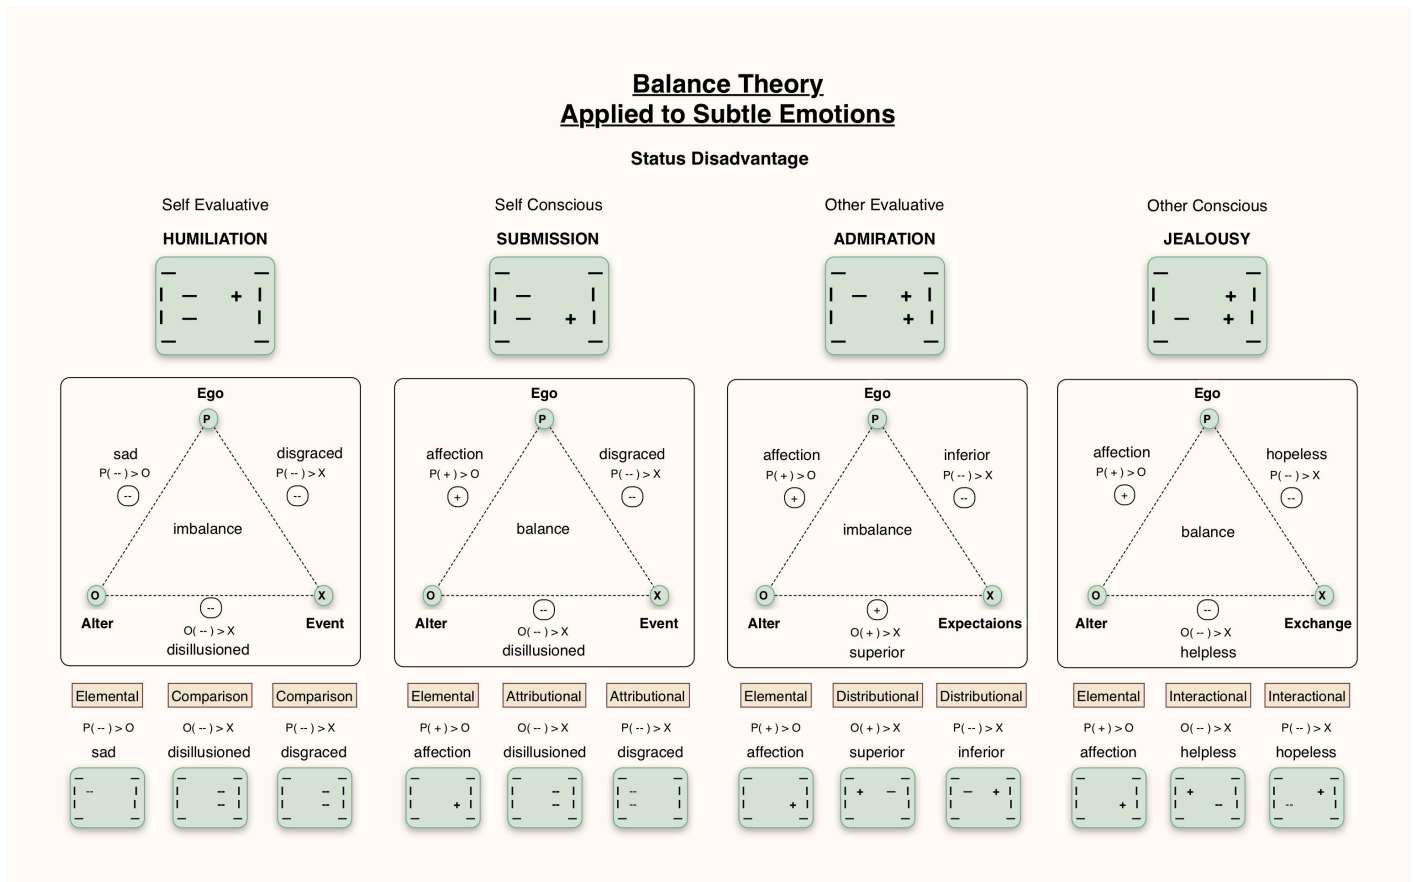 Balance Theory
Applied to Subtle Emotions
Status Disadvantage
Self Evaluative
HUMILIATION
— —
| — + |
| — |
— —
Ego
P
sad
P( -- ) > O
--
disgraced
P( -- ) > X
--
imbalance
O
X
Alter
--
Event
O( -- ) > X
disillusioned
Elemental
Comparison
Comparison
P( -- ) > O
O( -- ) > X
P( -- ) > X
sad
disillusioned
disgraced
— —
| -- |
| |
— —
— —
| -- |
| -- |
— —
— —
| -- |
| -- |
— —
Self Conscious
SUBMISSION
— —
| — |
| — + |
— —
Ego
P
affection
P( + ) > O
+
disgraced
P( -- ) > X
--
balance
O
X
Alter
--
Event
O( -- ) > X
disillusioned
Elemental
Attributional
Attributional
P( + ) > O
O( -- ) > X
P( -- ) > X
affection
disillusioned
disgraced
— —
| |
| + |
— —
— —
| -- |
| -- |
— —
— —
| -- |
| -- |
— —
Other Evaluative
ADMIRATION
— —
| — + |
| + |
— —
Ego
P
affection
P( + ) > O
+
inferior
P( -- ) > X
--
imbalance
O
X
Alter
+
Expectaions
O( + ) > X
superior
Elemental
Distributional
Distributional
P( + ) > O
O( + ) > X
P( -- ) > X
affection
superior
inferior
— —
| |
| + |
— —
— —
| + — |
| |
— —
— —
| — + |
| |
— —
Other Conscious
JEALOUSY
— —
| + |
| — + |
— —
Ego
P
affection
P( + ) > O
+
hopeless
P( -- ) > X
--
balance
O
X
Alter
--
Exchange
O( -- ) > X
helpless
Elemental
Interactional
Interactional
P( + ) > O
O( -- ) > X
P( -- ) > X
affection
helpless
hopeless
— —
| |
| + |
— —
— —
| + |
| -- |
— —
— —
| + |
| -- |
— —